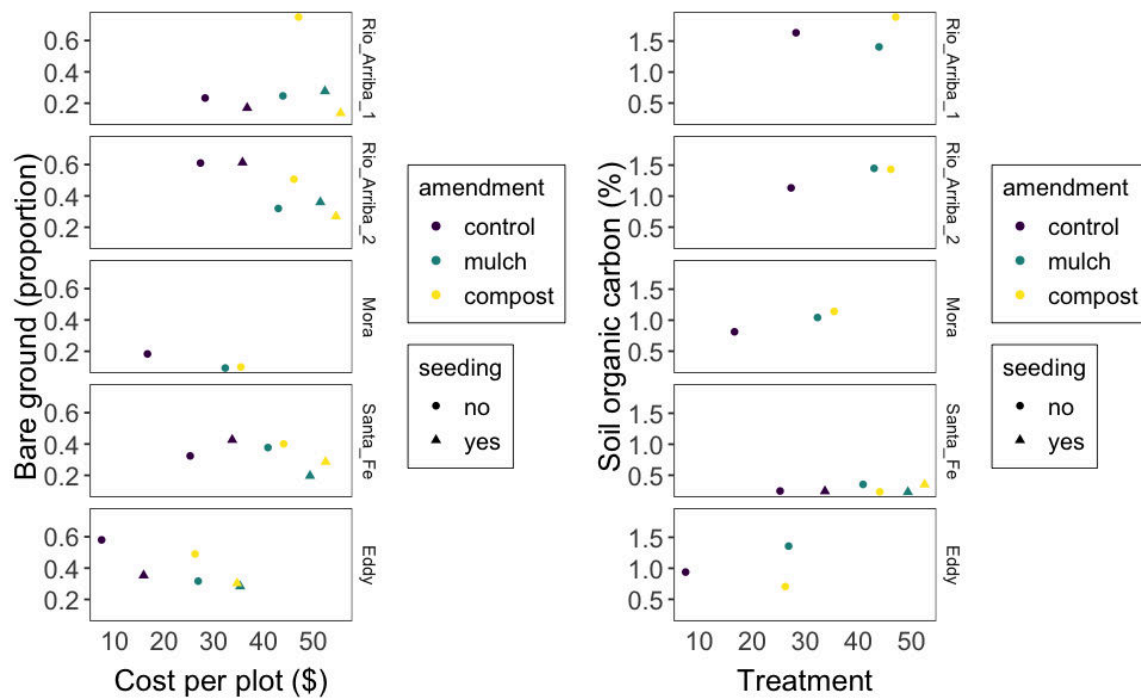 Bare ground (proportion)
0.6
0.4
0.2
Rio_Arriba_1
0.6
0.4
0.2
Rio_Arriba_2
0.6
0.4
0.2
Mora
0.6
0.4
0.2
Santa_Fe
0.6
0.4
0.2
Eddy
10 20 30 40 50
Cost per plot ($)
amendment
control
mulch
compost
seeding
no
yes
Soil organic carbon (%)
1.5
1.0
0.5
Rio_Arriba_1
1.5
1.0
0.5
Rio_Arriba_2
1.5
1.0
0.5
Mora
1.5
1.0
0.5
Santa_Fe
1.5
1.0
0.5
Eddy
10 20 30 40 50
Treatment
amendment
control
mulch
compost
seeding
no
yes